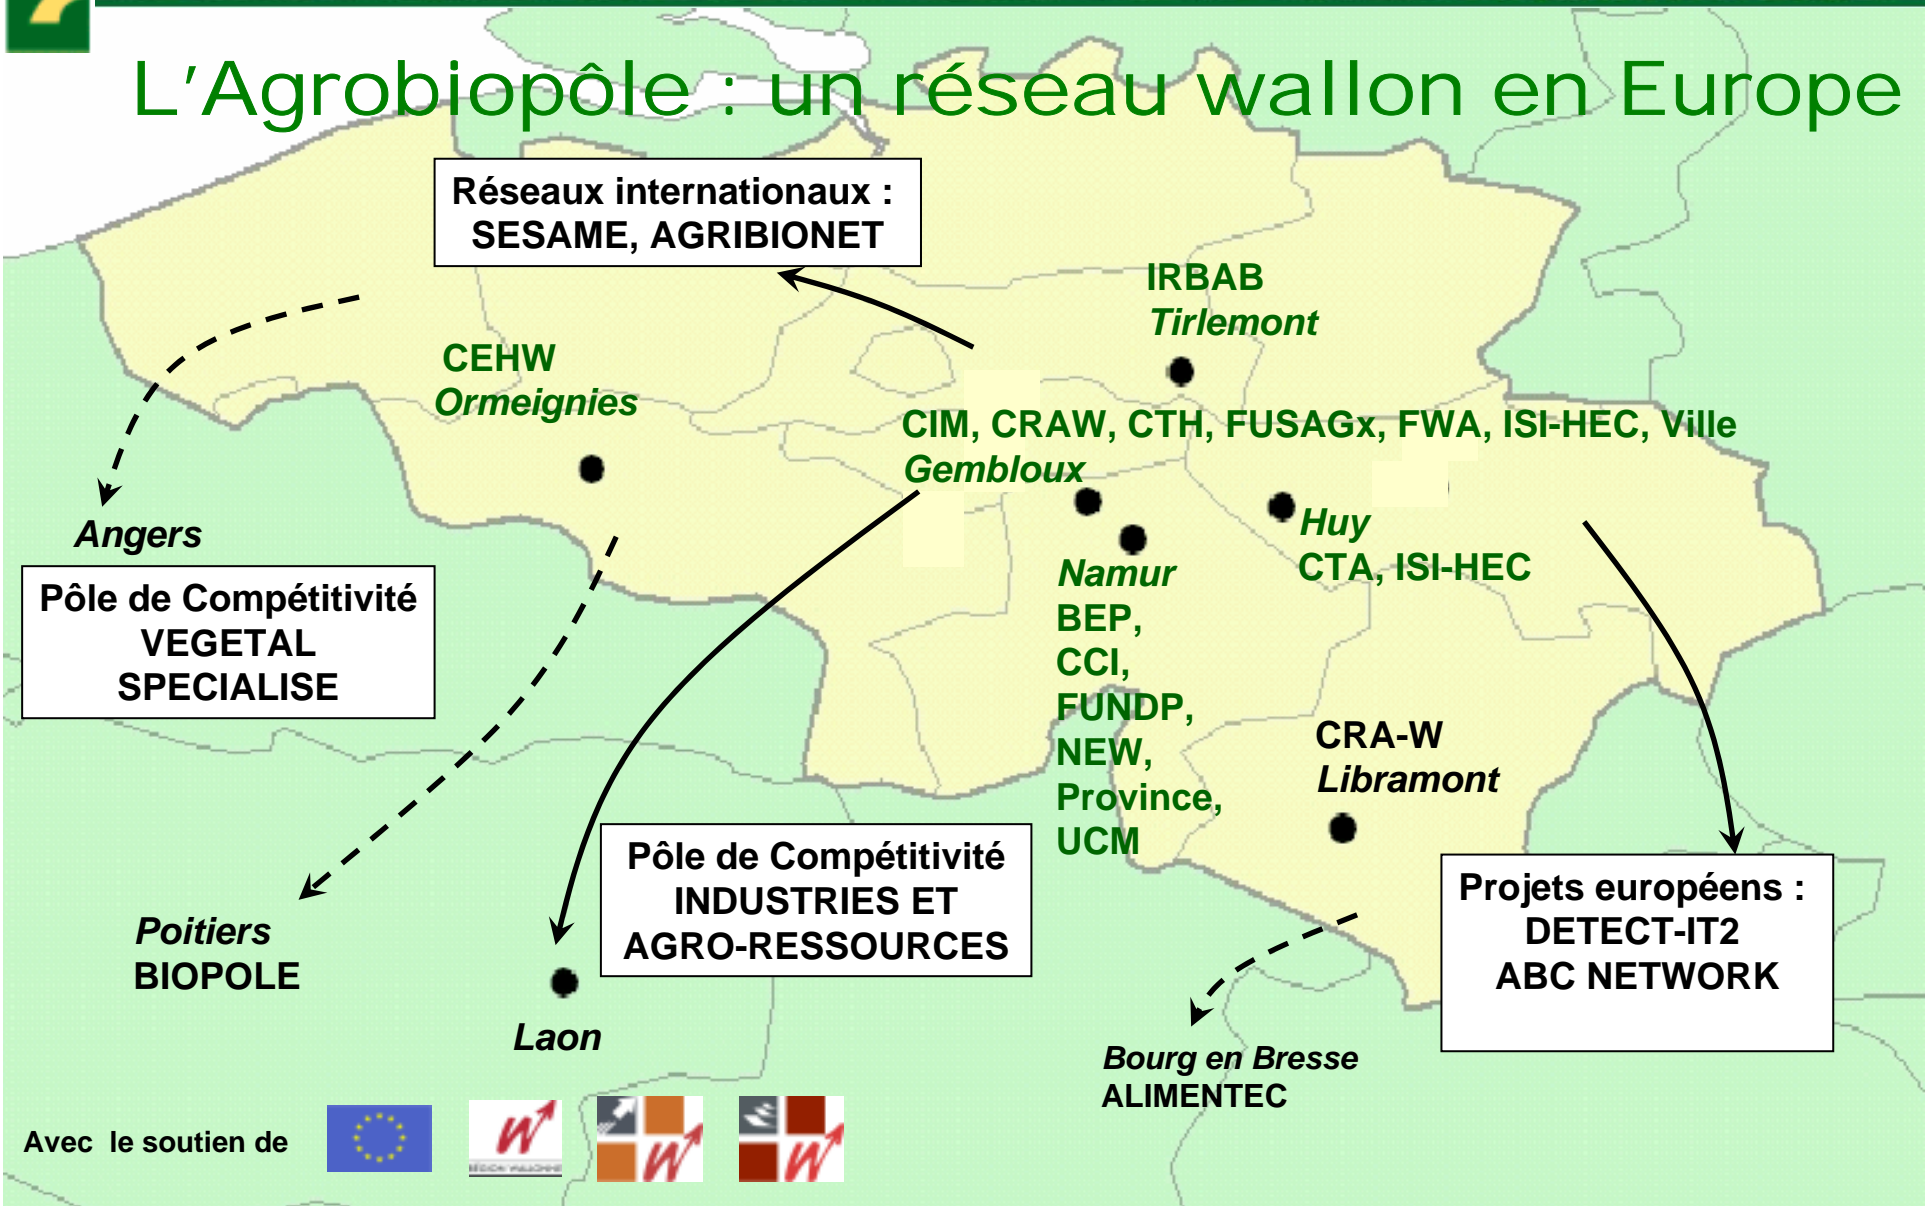 L'Agrobiopôle : un réseau wallon en Europe
Réseaux internationaux :
SESAME, AGRIBIONET
IRBAB
Tirlemont
CEHW
Ormeignies
CIM, CRAW, CTH, FUSAGx, FWA, ISI-HEC, Ville
Gembloux
Angers
Pôle de Compétitivité
VEGETAL
SPECIALISE
Huy
CTA, ISI-HEC
Namur
BEP,
CCI,
FUNDP,
NEW,
Province,
UCM
CRA-W
Libramont
Pôle de Compétitivité
INDUSTRIES ET
AGRO-RESSOURCES
Projets européens :
DETECT-IT2
ABC NETWORK
Poitiers
BIOPOLE
Laon
Bourg en Bresse
ALIMENTEC
Avec le soutien de
RÉGION WALLONNE